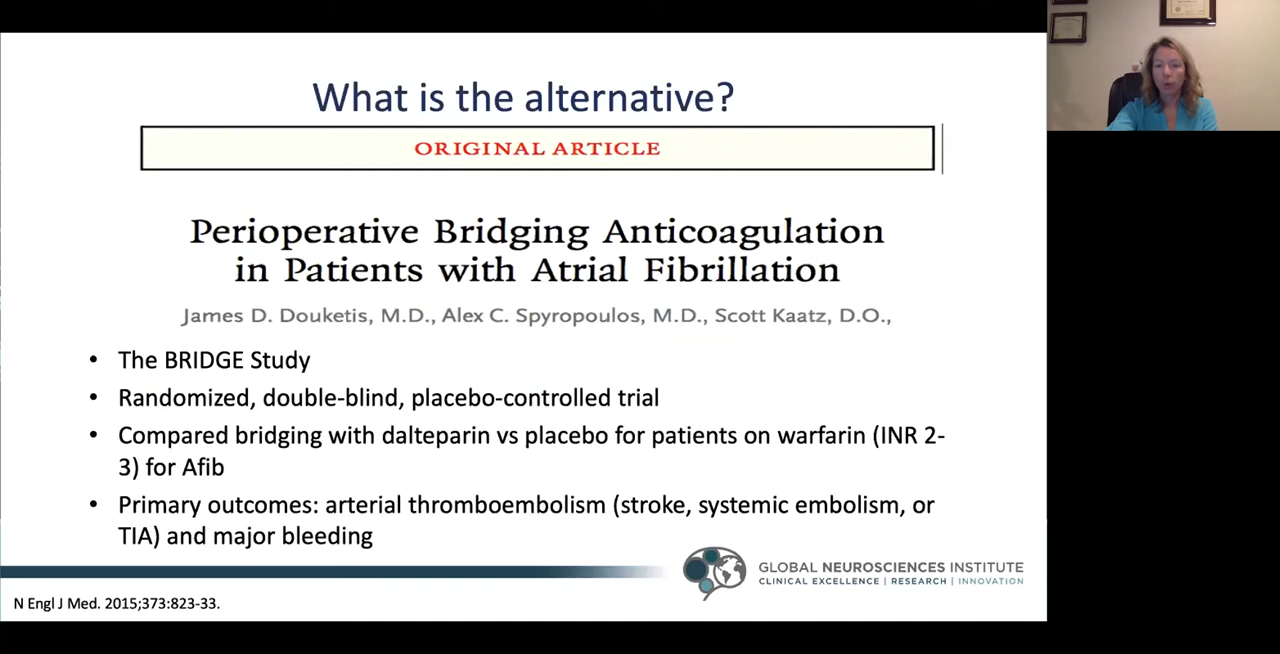 What is the alternative?
ORIGINAL ARTICLE
Perioperative Bridging Anticoagulation
in Patients with Atrial Fibrillation
James D. Douketis, M.D., Alex C. Spyropoulos, M.D., Scott Kaatz, D.O.,
• The BRIDGE Study
• Randomized, double-blind, placebo-controlled trial
• Compared bridging with dalteparin vs placebo for patients on warfarin (INR 2-
3) for Afib
• Primary outcomes: arterial thromboembolism (stroke, systemic embolism, or
TIA) and major bleeding
GLOBAL NEUROSCIENCES INSTITUTE
CLINICAL EXCELLENCE | RESEARCH | INNOVATION
N Engl J Med. 2015;373:823-33.